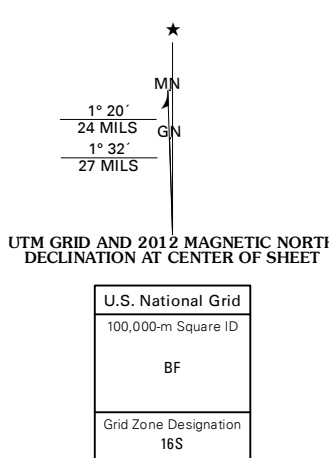 ★
MN
1° 20´
24 MILS
GN
1° 32´
27 MILS
UTM GRID AND 2012 MAGNETIC NORTH
DECLINATION AT CENTER OF SHEET
U.S. National Grid
100,000-m Square ID
BF
Grid Zone Designation
16S